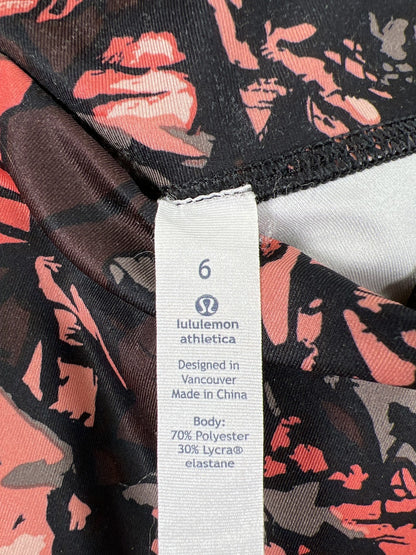 6
lululemon
athletica
Designed in
Vancouver
Made in China
Body:
70% Polyester
30% Lycra®
elastane